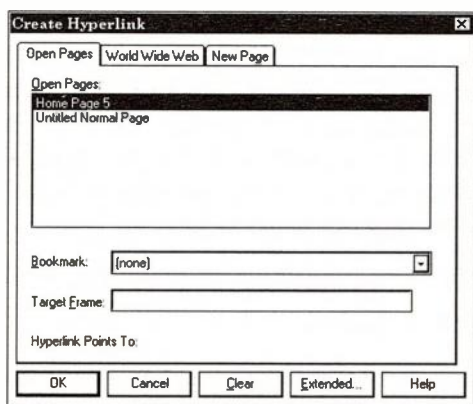 Create Hyperlink
Open Pages World Wide Web New Page
Open Pages:
Home Page 5
Untitled Normal Page
Bookmark: (none)
Target Frame:
Hyperlink Points To:
OK Cancel Clear Extended... Help